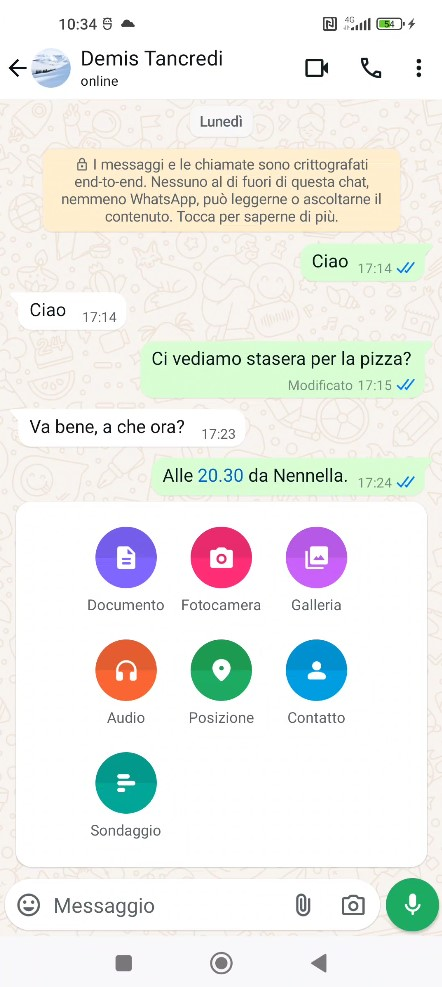 10:34
4G
54
Demis Tancredi
online
Lunedì
I messaggi e le chiamate sono crittografati
end-to-end. Nessuno al di fuori di questa chat,
nemmeno WhatsApp, può leggerne o ascoltarne il
contenuto. Tocca per saperne di più.
Ciao 17:14
Ciao 17:14
Ci vediamo stasera per la pizza?
Modificato 17:15
Va bene, a che ora? 17:23
Alle 20.30 da Nennella. 17:24
Documento Fotocamera Galleria
Audio Posizione Contatto
Sondaggio
Messaggio